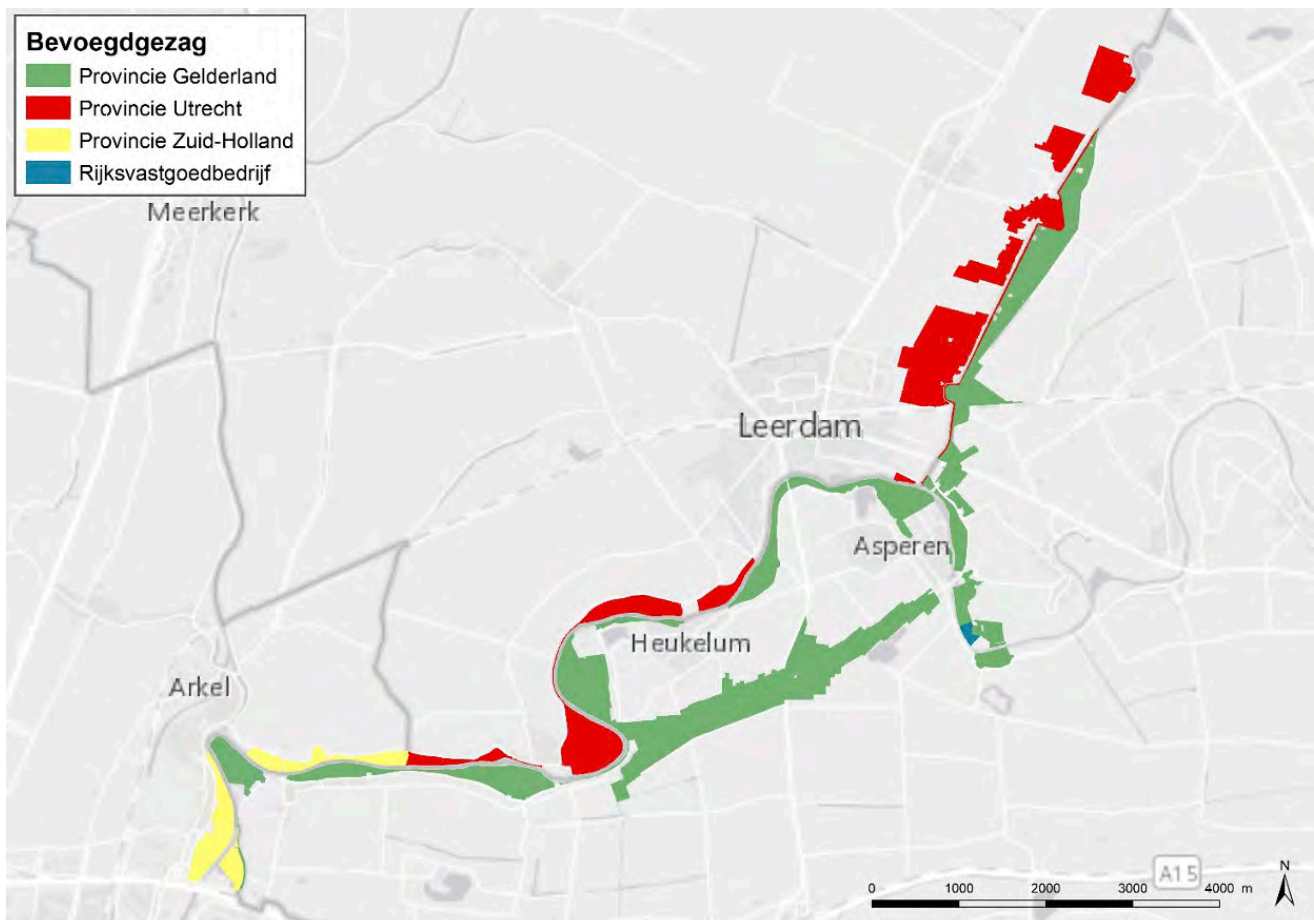 Bevoegdgezag
Provincie Gelderland
Provincie Utrecht
Provincie Zuid-Holland
Rijksvastgoedbedrijf
Meerkerk
Leerdam
Asperen
Heukelum
Arkel
A15
N
0 1000 2000 3000 4000 m